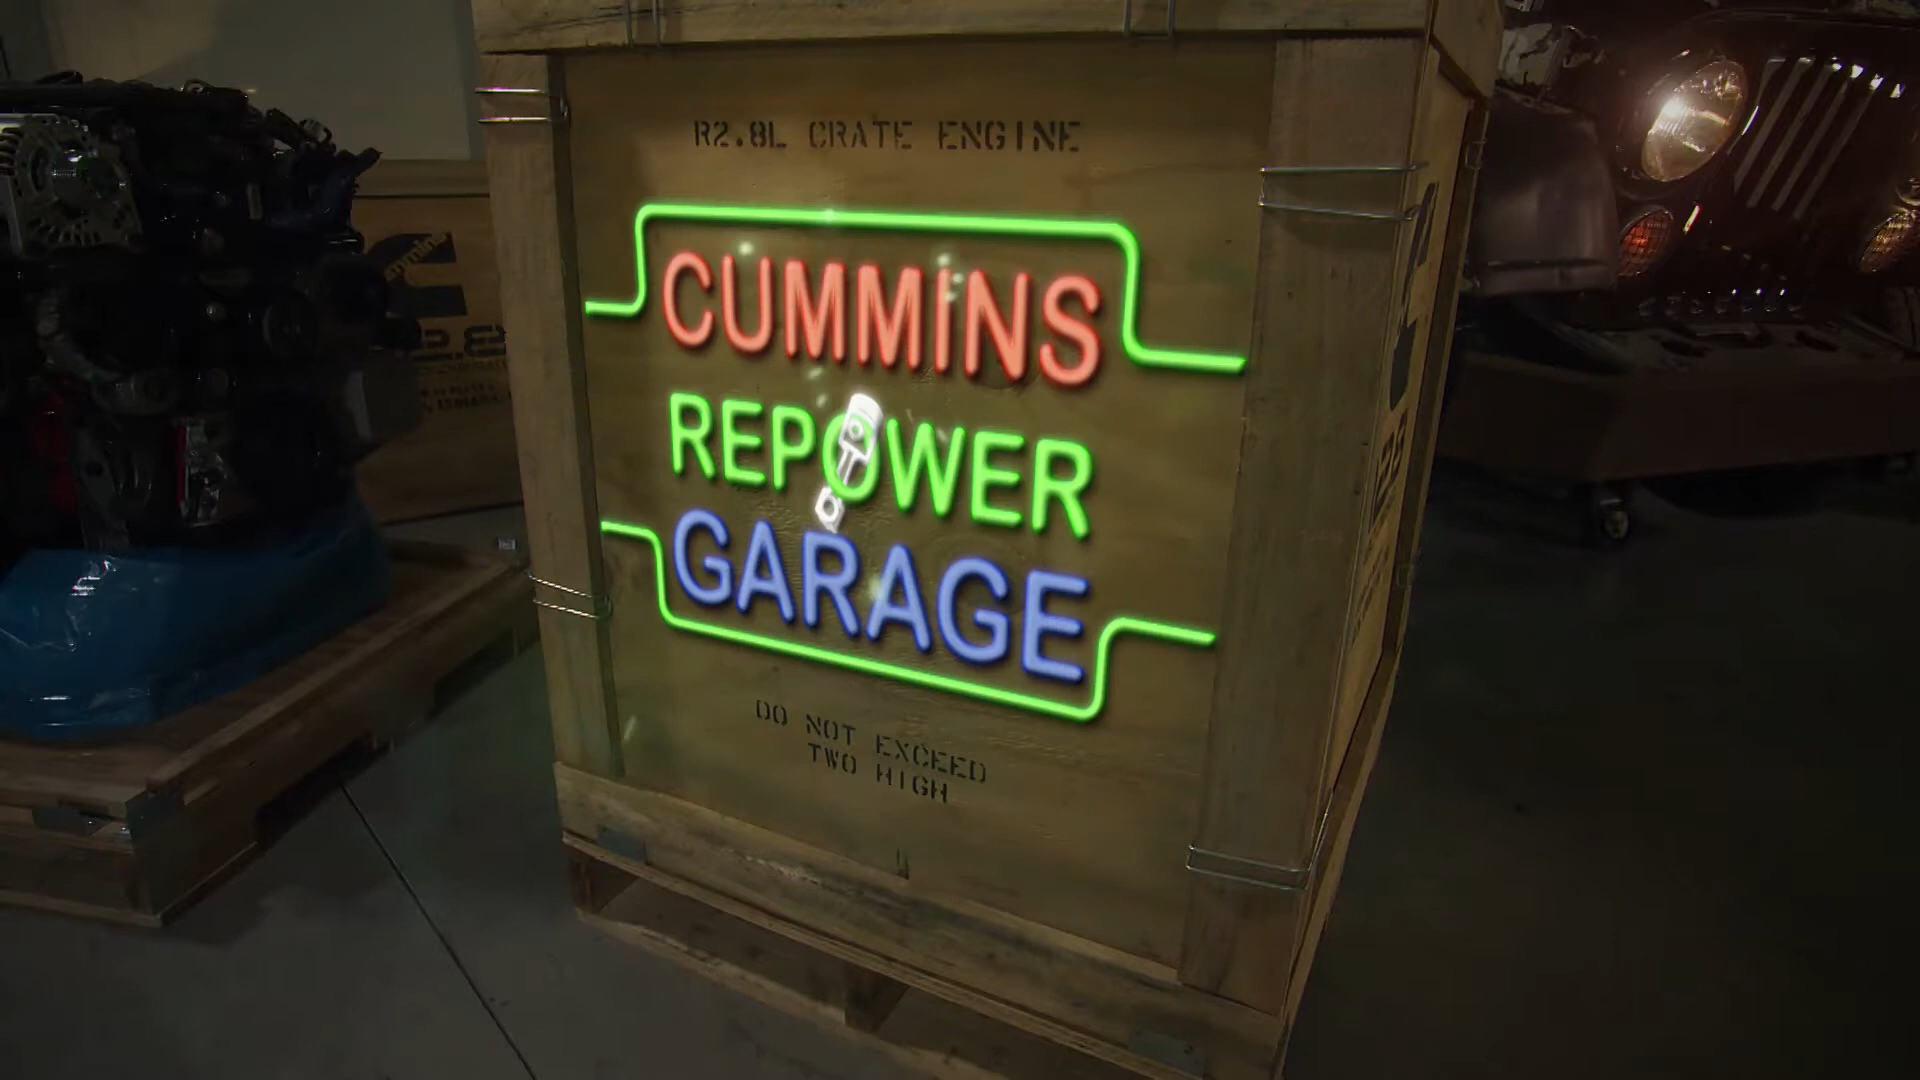 R2.8L CRATE ENGINE
CUMMINS
REPOWER
GARAGE
DO NOT EXCEED
TWO HIGH